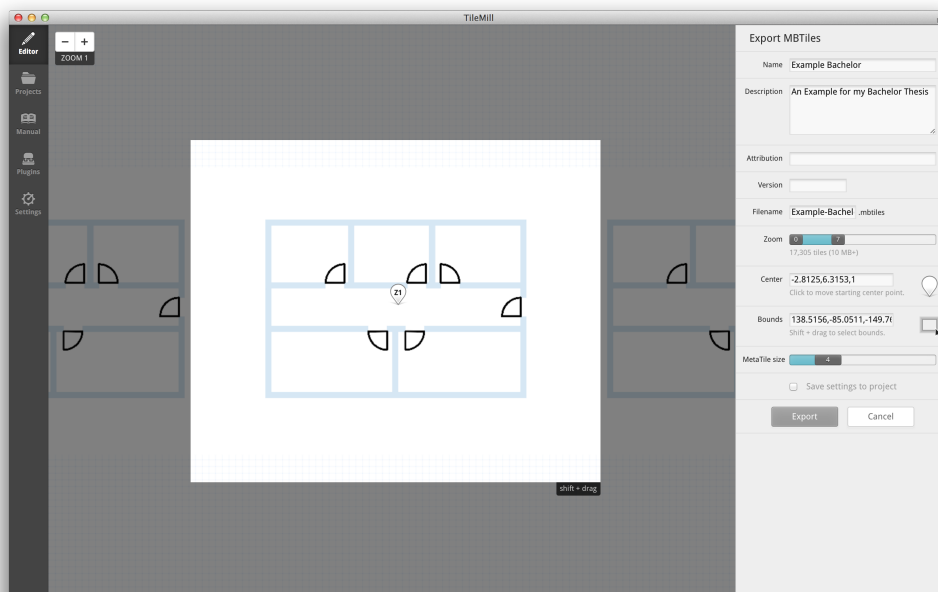 TileMill
Editor
Projects
Manual
Plugins
Settings
− +
ZOOM 1
Z1
shift + drag
Export MBTiles
Name Example Bachelor
Description An Example for my Bachelor Thesis
Attribution
Version
Filename Example-Bachel .mbtiles
Zoom 0 7
17,305 tiles (10 MB+)
Center -2.8125,6.3153,1
Click to move starting center point.
Bounds 138.5156,-85.0511,-149.76
Shift + drag to select bounds.
MetaTile size 4
Save settings to project
Export Cancel